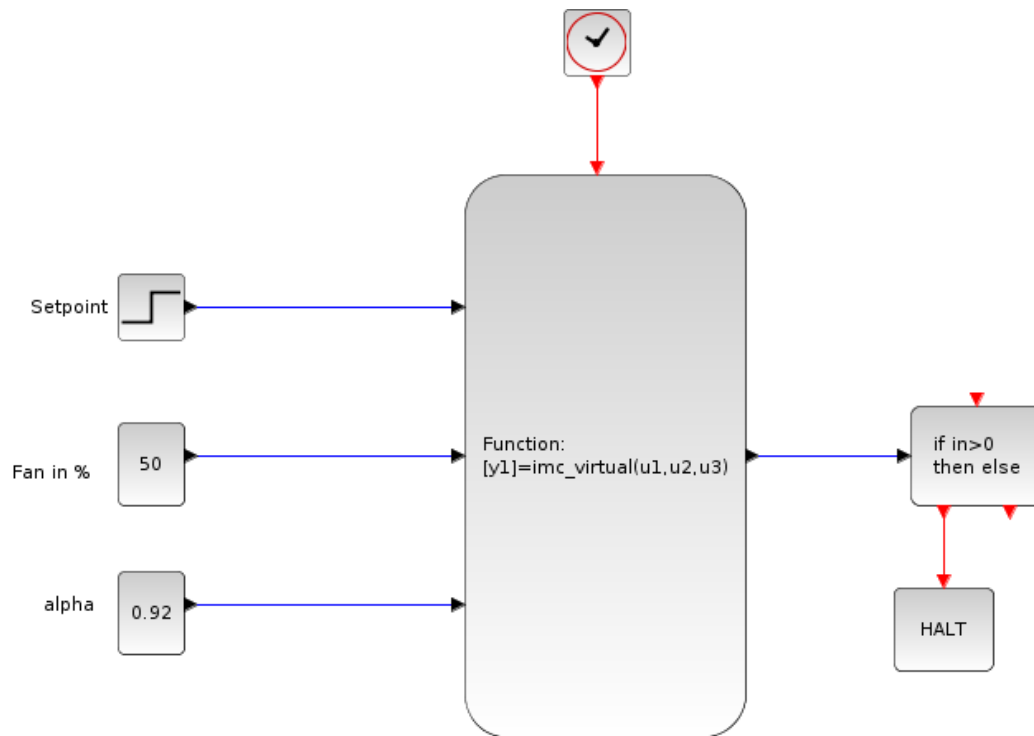 Setpoint
Fan in %
50
alpha
0.92
Function:
[y1]=imc_virtual(u1,u2,u3)
if in>0
then else
HALT